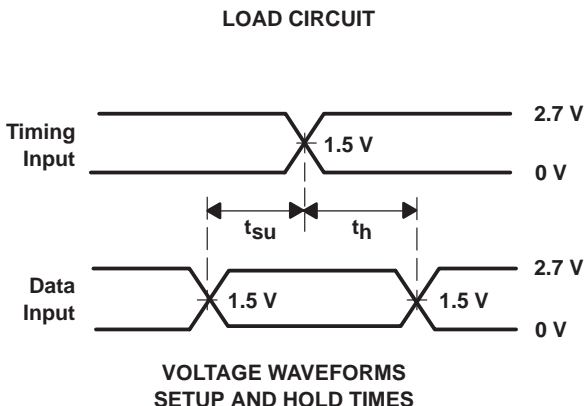 LOAD CIRCUIT
2.7 V
Timing
Input
1.5 V
0 V
tsu
th
2.7 V
Data
Input
1.5 V
1.5 V
0 V
VOLTAGE WAVEFORMS
SETUP AND HOLD TIMES